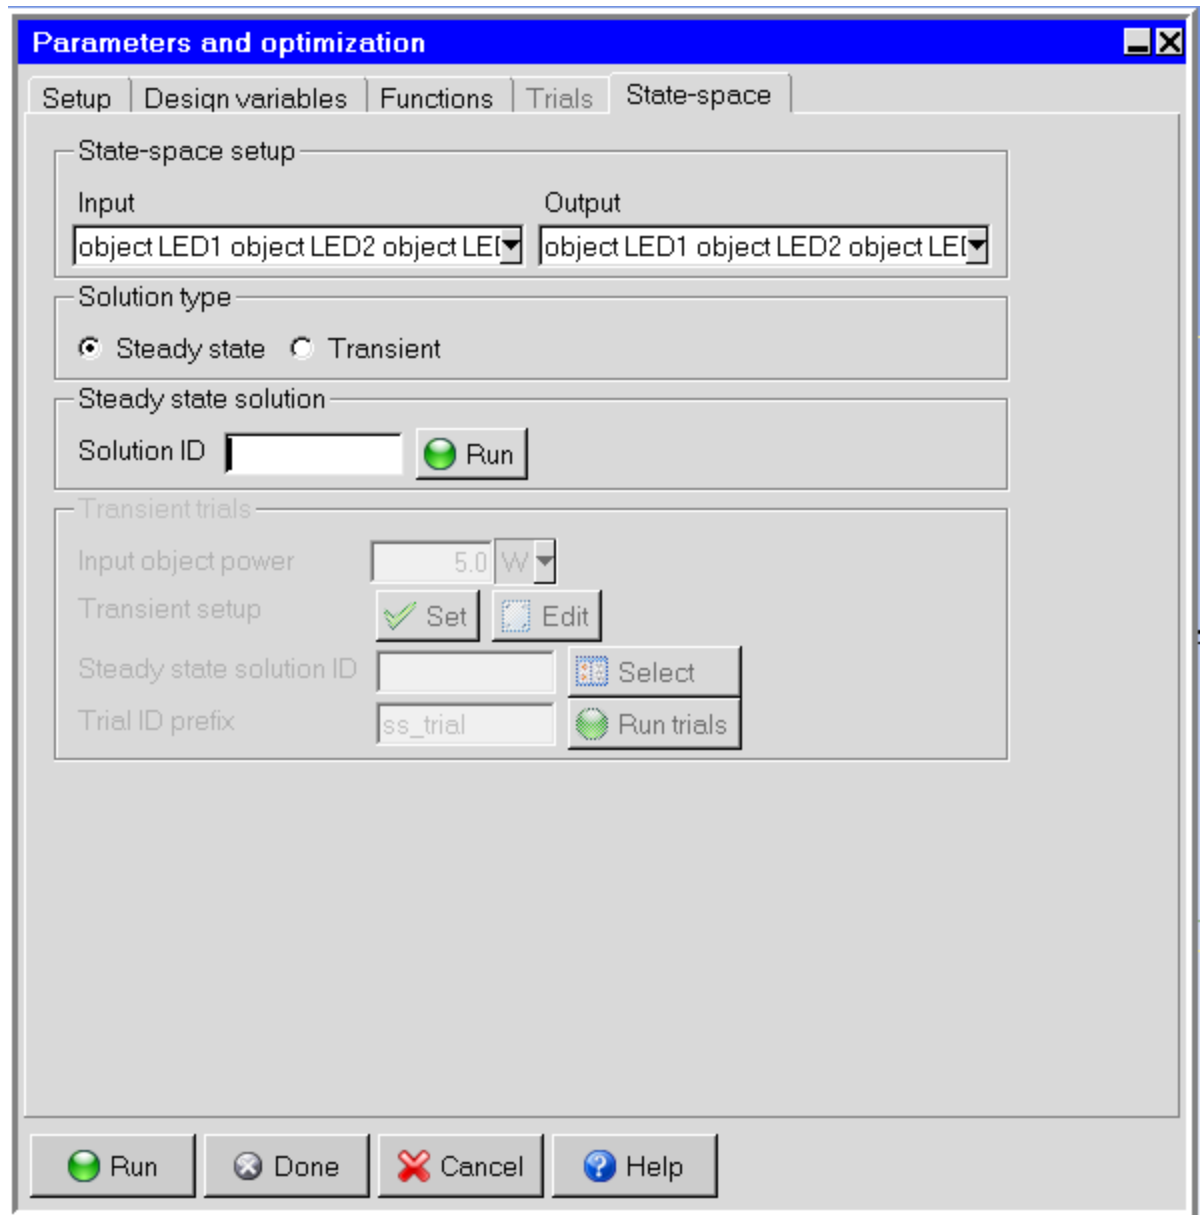 Parameters and optimization
Setup Design variables Functions Trials State-space
State-space setup
Input Output
object LED1 object LED2 object LE object LED1 object LED2 object LE
Solution type
Steady state Transient
Steady state solution
Solution ID Run
Transient trials
Input object power 5.0 W
Transient setup Set Edit
Steady state solution ID Select
Trial ID prefix ss_trial Run trials
Run Done Cancel Help